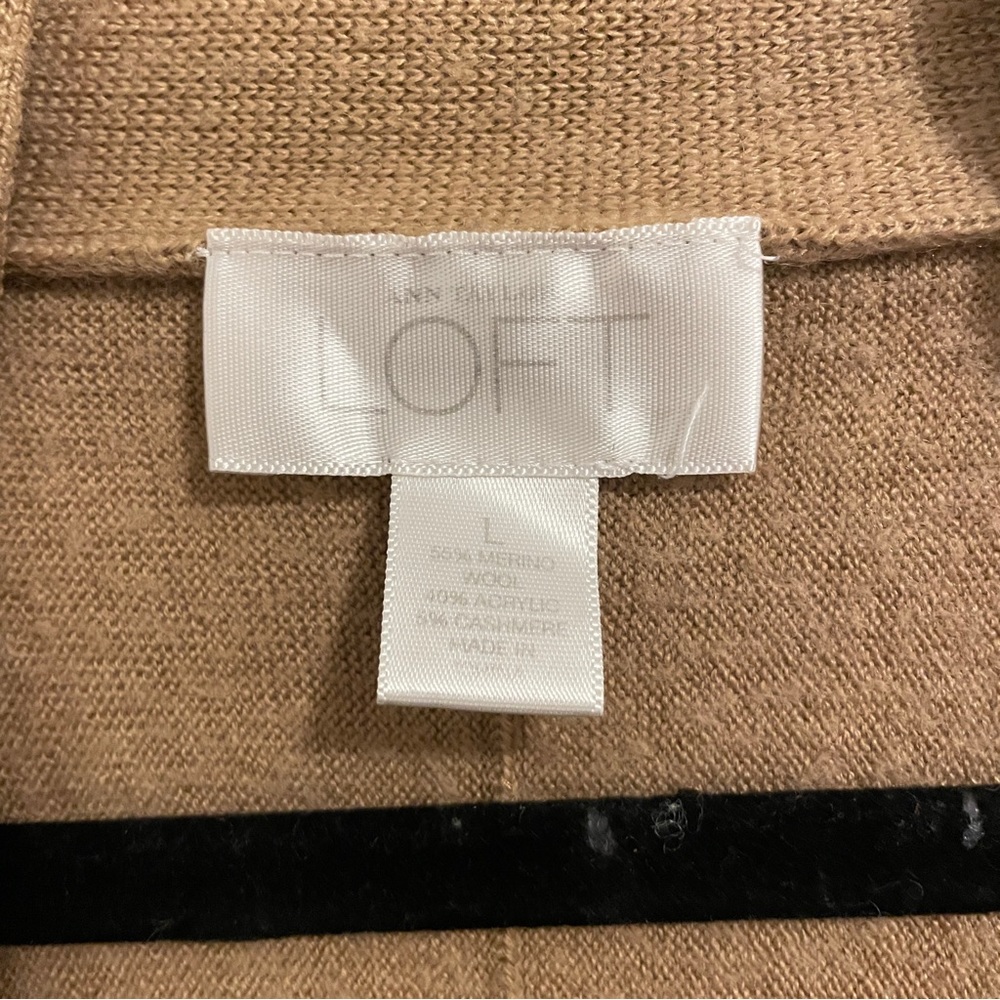 ANN TAYLOR
LOFT
L
55% MERINO
WOOL
40% ACRYLIC
5% CASHMERE
MADE IN